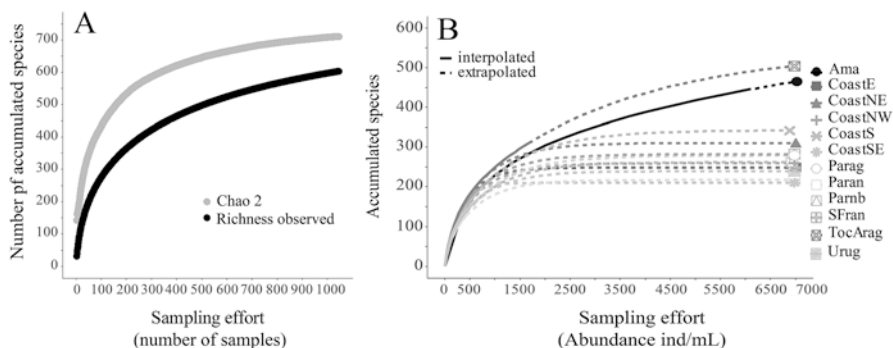 A
Number pf accumulated species
700
600
500
400
300
200
100
0
Chao 2
Richness observed
0 100 200 300 400 500 600 700 800 900 1000
Sampling effort
(number of samples)
B
Accumulated species
600
500
400
300
200
100
0
interpolated
extrapolated
0 500 1500 2500 3500 4500 5500 6500 7000
Sampling effort
(Abundance ind/mL)
Ama
CoastE
CoastNE
CoastNW
CoastS
CoastSE
Parag
Paran
Parnb
SFran
TocArag
Urug